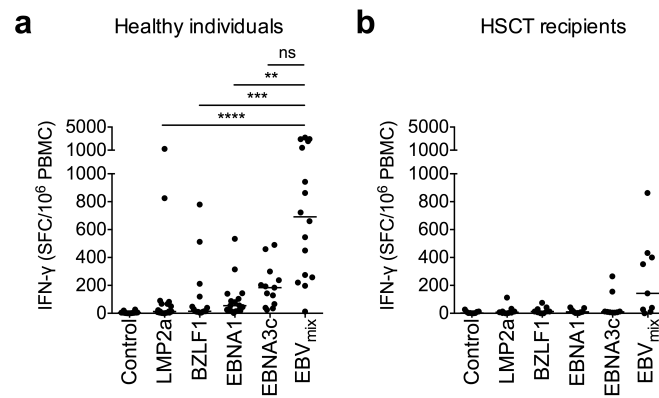 a
Healthy individuals
ns
**
***
****
IFN-γ (SFC/10⁶ PBMC)
5000
1000
1000
800
600
400
200
0
Control
LMP2a
BZLF1
EBNA1
EBNA3c
EBVmix
b
HSCT recipients
IFN-γ (SFC/10⁶ PBMC)
5000
1000
1000
800
600
400
200
0
Control
LMP2a
BZLF1
EBNA1
EBNA3c
EBVmix